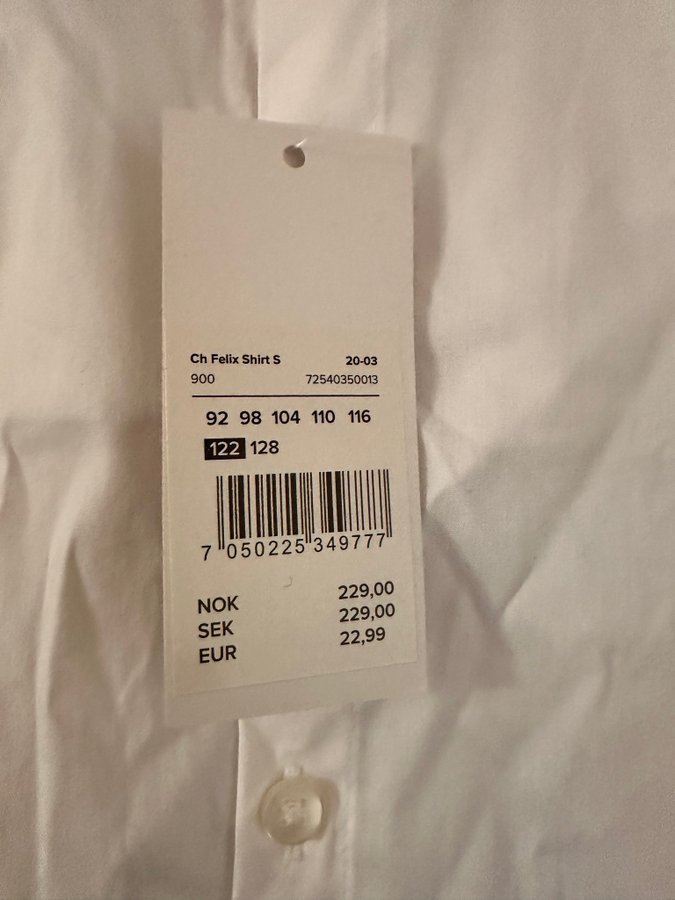 Ch Felix Shirt S 20-03
900 72540350013
92 98 104 110 116
122 128
7 050225 349777
NOK 229,00
SEK 229,00
EUR 22,99